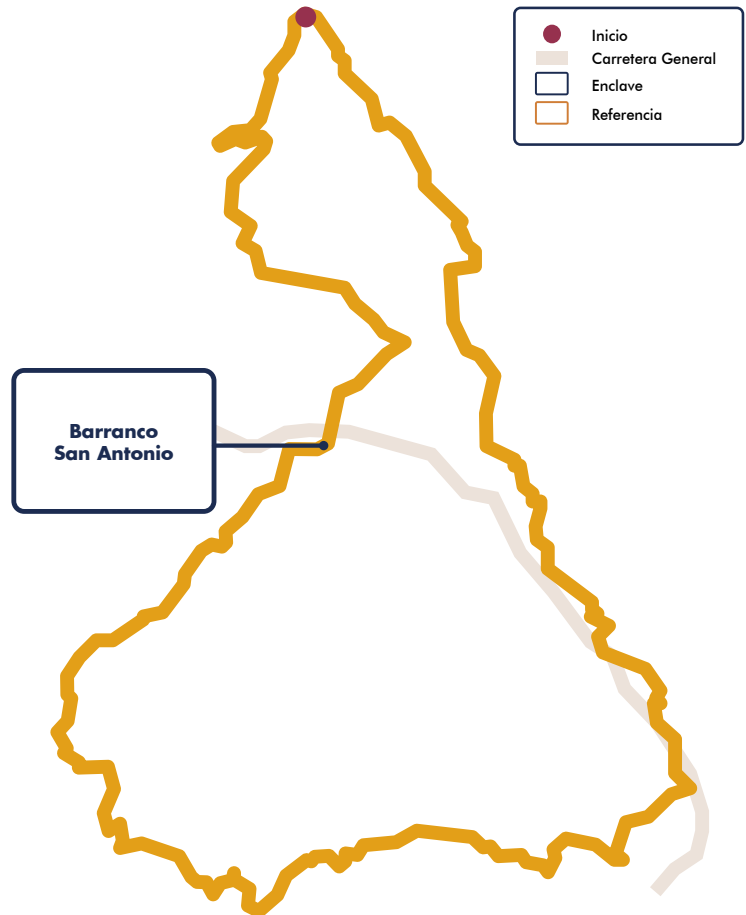 Inicio
Carretera General
Enclave
Referencia
Barranco
San Antonio